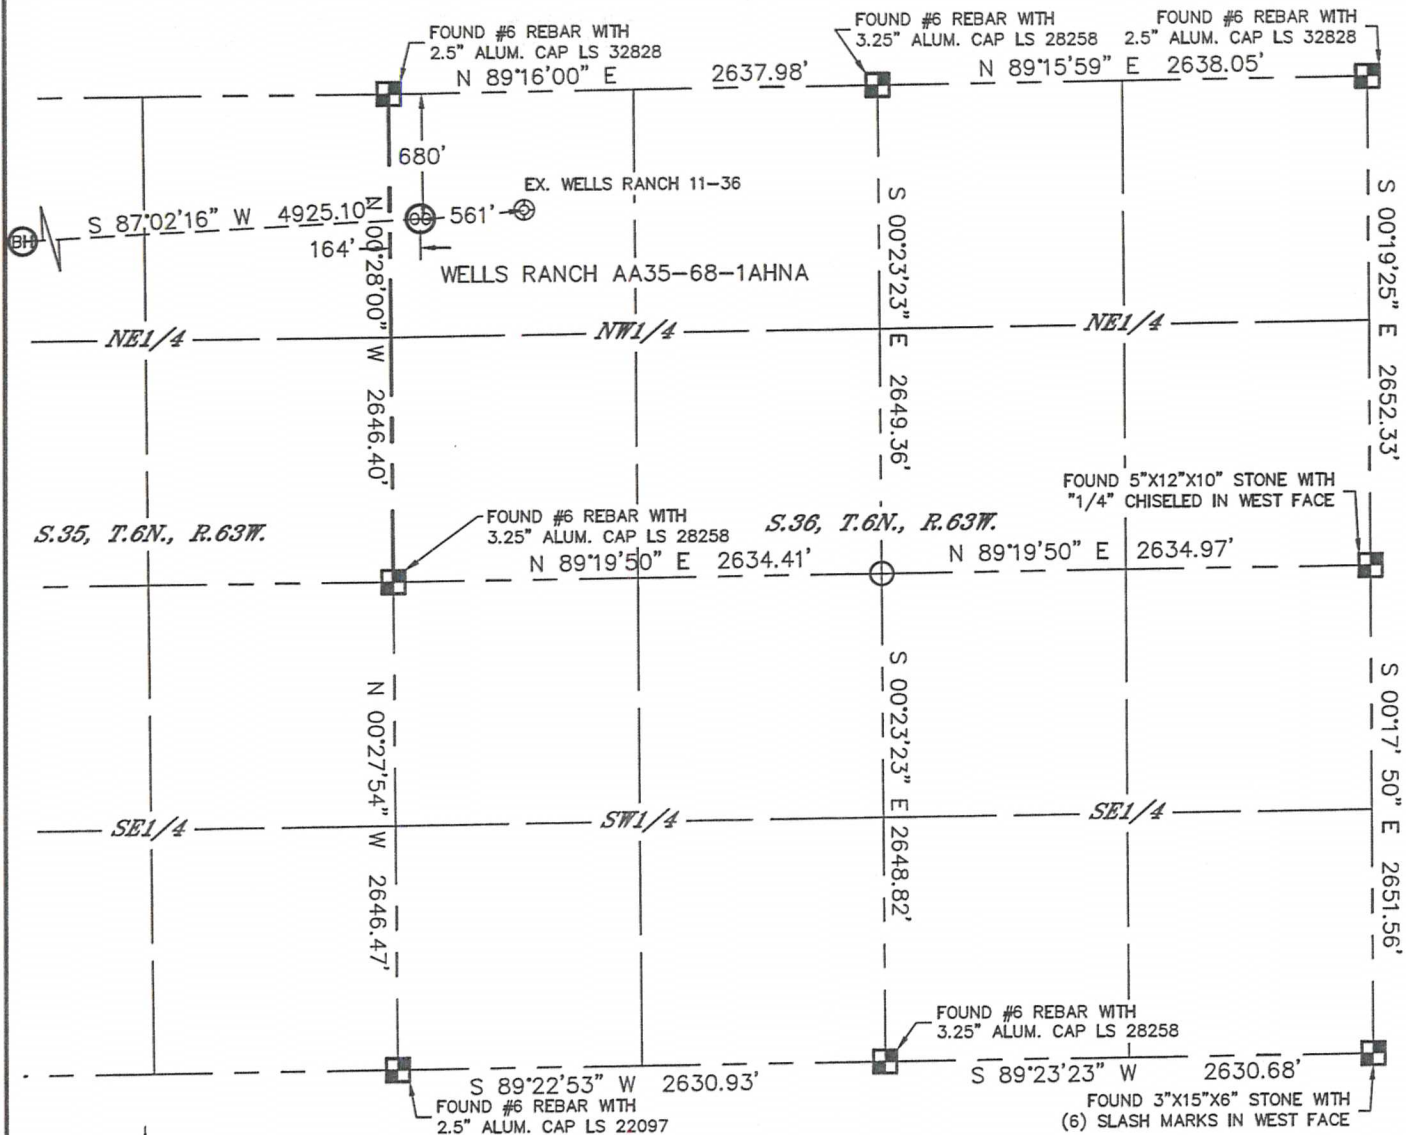 FOUND #6 REBAR WITH
2.5" ALUM. CAP LS 32828
FOUND #6 REBAR WITH
3.25" ALUM. CAP LS 28258
FOUND #6 REBAR WITH
2.5" ALUM. CAP LS 32828
N 89°16'00" E 2637.98'
N 89°15'59" E 2638.05'
680'
EX. WELLS RANCH 11-36
BH
S 87°02'16" W 4925.10'
561'
164'
WELLS RANCH AA35-68-1AHNA
N 00°28'00" W 2646.40'
S 00°23'23" E 2649.36'
S 00°19'25" E 2652.33'
NE1/4
NW1/4
NE1/4
FOUND 5"X12"X10" STONE WITH
"1/4" CHISELED IN WEST FACE
S.35, T.6N., R.63W.
FOUND #6 REBAR WITH
3.25" ALUM. CAP LS 28258
S.36, T.6N., R.63W.
N 89°19'50" E 2634.41'
N 89°19'50" E 2634.97'
N 00°27'54" W 2646.47'
S 00°23'23" E 2648.82'
S 00°17' 50" E 2651.56'
SE1/4
SW1/4
SE1/4
FOUND #6 REBAR WITH
3.25" ALUM. CAP LS 28258
S 89°22'53" W 2630.93'
S 89°23'23" W 2630.68'
FOUND #6 REBAR WITH
2.5" ALUM. CAP LS 22097
FOUND 3"X15"X6" STONE WITH
(6) SLASH MARKS IN WEST FACE